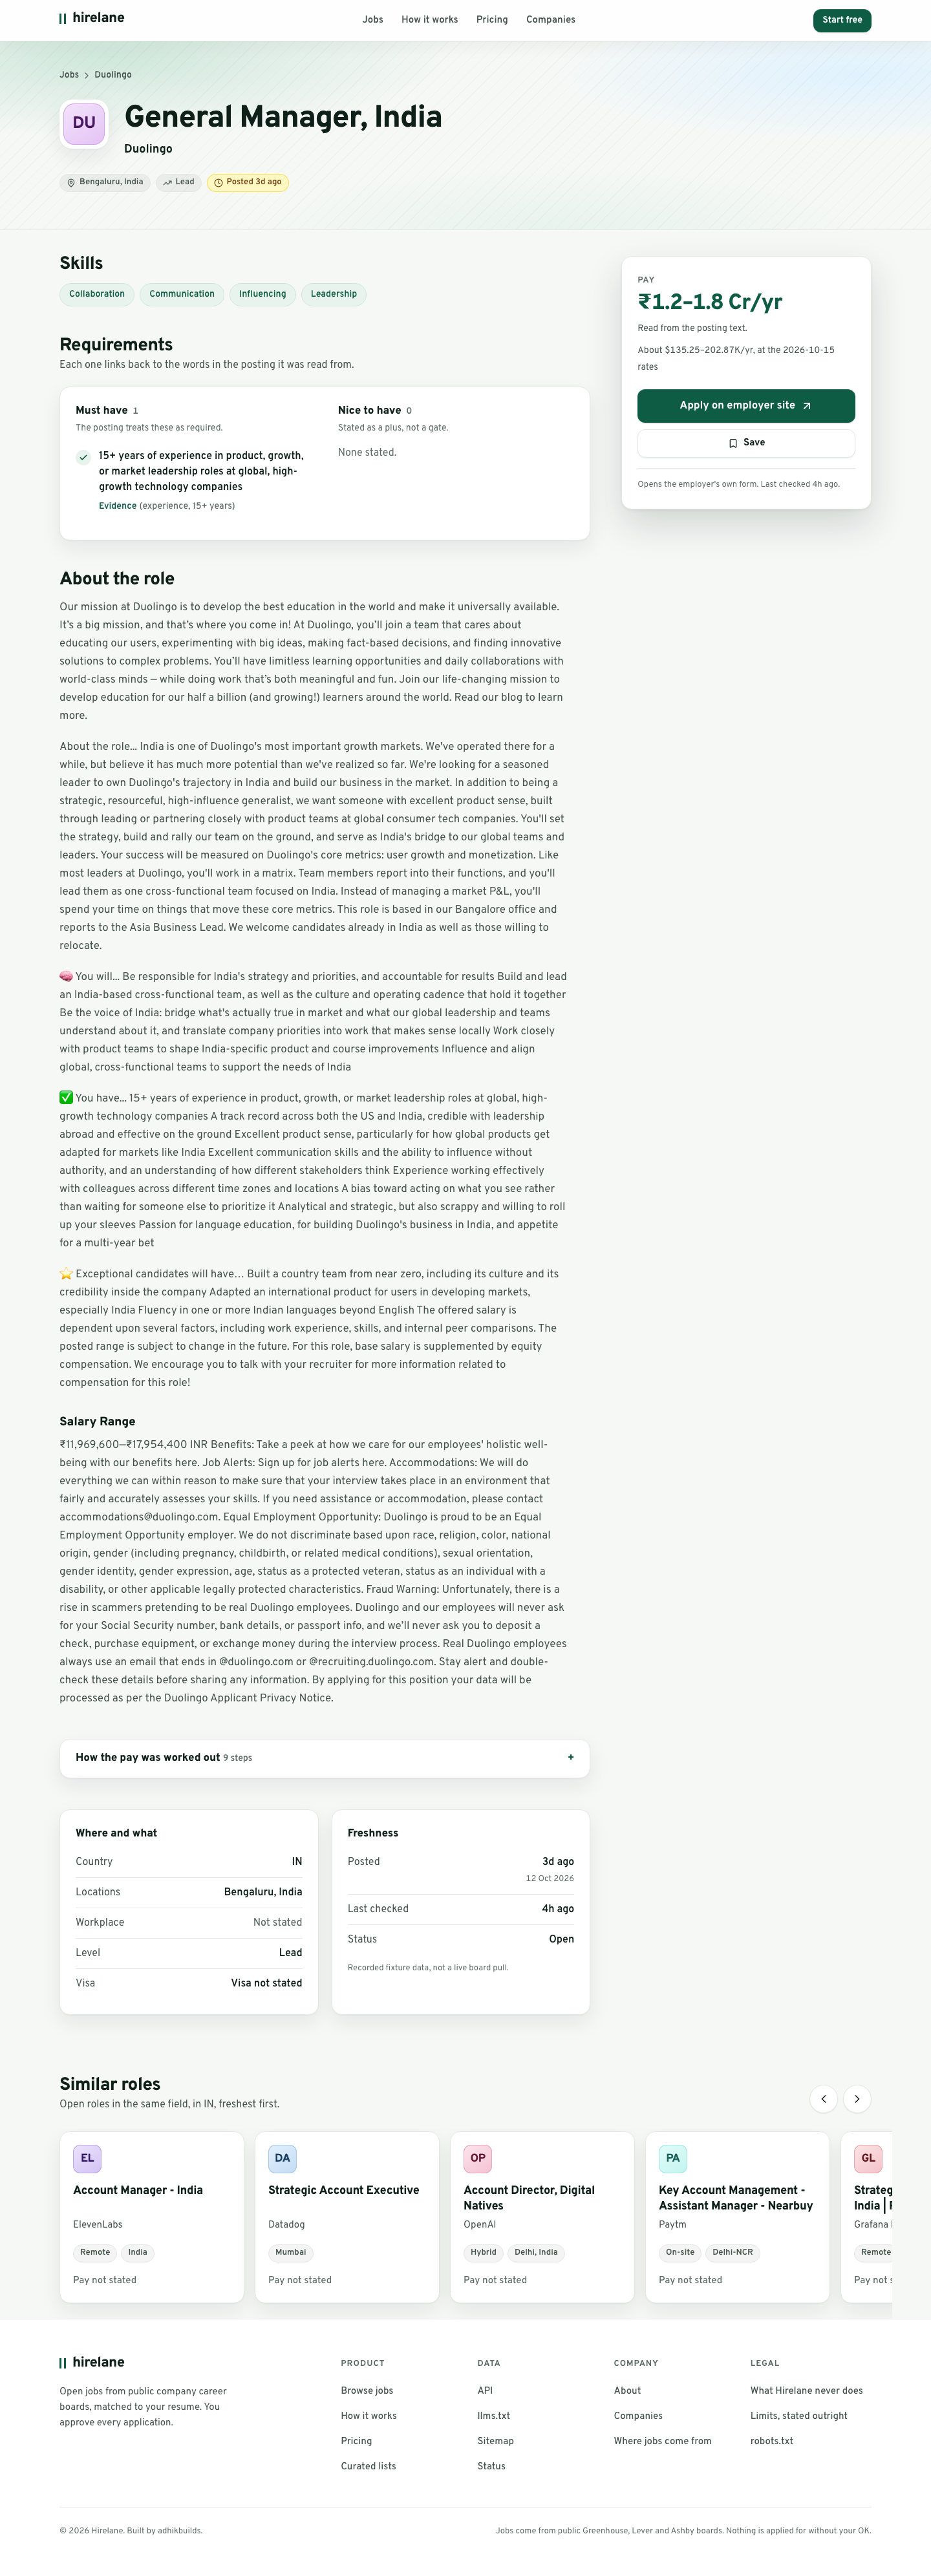 hirelane
Jobs How it works Pricing Companies
Start free
Jobs > Duolingo
DU
General Manager, India
Duolingo
Bengaluru, India Lead Posted 3d ago
Skills
Collaboration Communication Influencing Leadership
Requirements
Each one links back to the words in the posting it was read from.
Must have 1
The posting treats these as required.
15+ years of experience in product, growth,
or market leadership roles at global, high-
growth technology companies
Evidence (experience, 15+ years)
Nice to have 0
Stated as a plus, not a gate.
None stated.
PAY
₹1.2–1.8 Cr/yr
Read from the posting text.
About $135.25–202.87K/yr, at the 2026-10-15
rates
Apply on employer site
Save
Opens the employer's own form. Last checked 4h ago.
About the role
Our mission at Duolingo is to develop the best education in the world and make it universally available.
It's a big mission, and that's where you come in! At Duolingo, you'll join a team that cares about
educating our users, experimenting with big ideas, making fact-based decisions, and finding innovative
solutions to complex problems. You'll have limitless learning opportunities and daily collaborations with
world-class minds — while doing work that's both meaningful and fun. Join our life-changing mission to
develop education for our half a billion (and growing!) learners around the world. Read our blog to learn
more.
About the role... India is one of Duolingo's most important growth markets. We've operated there for a
while, but believe it has much more potential than we've realized so far. We're looking for a seasoned
leader to own Duolingo's trajectory in India and build our business in the market. In addition to being a
strategic, resourceful, high-influence generalist, we want someone with excellent product sense, built
through leading or partnering closely with product teams at global consumer tech companies. You'll set
the strategy, build and rally our team on the ground, and serve as India's bridge to our global teams and
leaders. Your success will be measured on Duolingo's core metrics: user growth and monetization. Like
most leaders at Duolingo, you'll work in a matrix. Team members report into their functions, and you'll
lead them as one cross-functional team focused on India. Instead of managing a market P&L, you'll
spend your time on things that move these core metrics. This role is based in our Bangalore office and
reports to the Asia Business Lead. We welcome candidates already in India as well as those willing to
relocate.
🧠 You will... Be responsible for India's strategy and priorities, and accountable for results Build and lead
an India-based cross-functional team, as well as the culture and operating cadence that hold it together
Be the voice of India: bridge what's actually true in market and what our global leadership and teams
understand about it, and translate company priorities into work that makes sense locally Work closely
with product teams to shape India-specific product and course improvements Influence and align
global, cross-functional teams to support the needs of India
✅ You have... 15+ years of experience in product, growth, or market leadership roles at global, high-
growth technology companies A track record across both the US and India, credible with leadership
abroad and effective on the ground Excellent product sense, particularly for how global products get
adapted for markets like India Excellent communication skills and the ability to influence without
authority, and an understanding of how different stakeholders think Experience working effectively
with colleagues across different time zones and locations A bias toward acting on what you see rather
than waiting for someone else to prioritize it Analytical and strategic, but also scrappy and willing to roll
up your sleeves Passion for language education, for building Duolingo's business in India, and appetite
for a multi-year bet
⭐ Exceptional candidates will have… Built a country team from near zero, including its culture and its
credibility inside the company Adapted an international product for users in developing markets,
especially India Fluency in one or more Indian languages beyond English The offered salary is
dependent upon several factors, including work experience, skills, and internal peer comparisons. The
posted range is subject to change in the future. For this role, base salary is supplemented by equity
compensation. We encourage you to talk with your recruiter for more information related to
compensation for this role!
Salary Range
₹11,969,600—₹17,954,400 INR Benefits: Take a peek at how we care for our employees' holistic well-
being with our benefits here. Job Alerts: Sign up for job alerts here. Accommodations: We will do
everything we can within reason to make sure that your interview takes place in an environment that
fairly and accurately assesses your skills. If you need assistance or accommodation, please contact
accommodations@duolingo.com. Equal Employment Opportunity: Duolingo is proud to be an Equal
Employment Opportunity employer. We do not discriminate based upon race, religion, color, national
origin, gender (including pregnancy, childbirth, or related medical conditions), sexual orientation,
gender identity, gender expression, age, status as a protected veteran, status as an individual with a
disability, or other applicable legally protected characteristics. Fraud Warning: Unfortunately, there is a
rise in scammers pretending to be real Duolingo employees. Duolingo and our employees will never ask
for your Social Security number, bank details, or passport info, and we'll never ask you to deposit a
check, purchase equipment, or exchange money during the interview process. Real Duolingo employees
always use an email that ends in @duolingo.com or @recruiting.duolingo.com. Stay alert and double-
check these details before sharing any information. By applying for this position your data will be
processed as per the Duolingo Applicant Privacy Notice.
How the pay was worked out 9 steps +
Where and what
Country IN
Locations Bengaluru, India
Workplace Not stated
Level Lead
Visa Visa not stated
Freshness
Posted 3d ago
12 Oct 2026
Last checked 4h ago
Status Open
Recorded fixture data, not a live board pull.
Similar roles
Open roles in the same field, in IN, freshest first.
EL
Account Manager - India
ElevenLabs
Remote India
Pay not stated
DA
Strategic Account Executive
Datadog
Mumbai
Pay not stated
OP
Account Director, Digital
Natives
OpenAI
Hybrid Delhi, India
Pay not stated
PA
Key Account Management -
Assistant Manager - Nearbuy
Paytm
On-site Delhi-NCR
Pay not stated
GL
Strateg
India |
Grafana
Remote
Pay not
hirelane
Open jobs from public company career
boards, matched to your resume. You
approve every application.
PRODUCT
Browse jobs
How it works
Pricing
Curated lists
DATA
API
llms.txt
Sitemap
Status
COMPANY
About
Companies
Where jobs come from
LEGAL
What Hirelane never does
Limits, stated outright
robots.txt
© 2026 Hirelane. Built by adhikbuilds.
Jobs come from public Greenhouse, Lever and Ashby boards. Nothing is applied for without your OK.